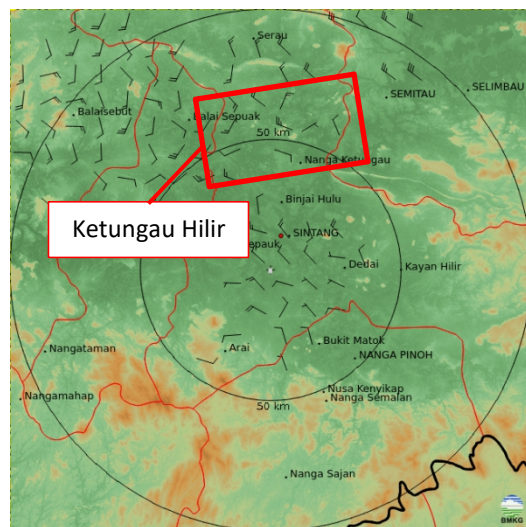 Serau
SEMITAU
SELIMBAU
Balaisebut
Balai Sepuak
50 km
Nanga Ketungau
Binjai Hulu
Ketungau Hilir
SINTANG
epauk
Dedai
Kayan Hilir
Nangataman
Arai
Bukit Matok
NANGA PINOH
Nangamahap
Nusa Kenyikap
Nanga Semalan
50 km
Nanga Sajan
BMKG